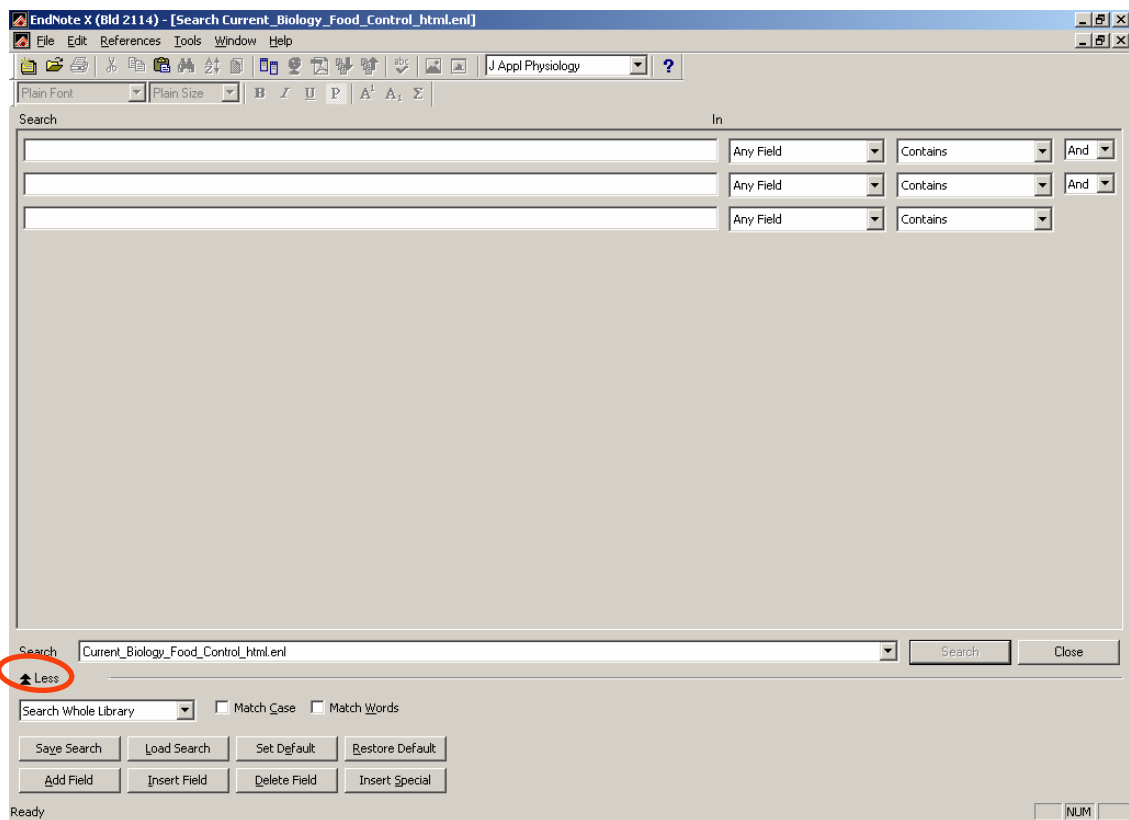 EndNote X (Bld 2114) - [Search Current_Biology_Food_Control_html.enl]
File Edit References Tools Window Help
J Appl Physiology ?
Plain Font Plain Size B I U P A¹ A₁ Σ
Search In
Any Field Contains And
Any Field Contains And
Any Field Contains
Search Current_Biology_Food_Control_html.enl Search Close
Less
Search Whole Library Match Case Match Words
Save Search Load Search Set Default Restore Default
Add Field Insert Field Delete Field Insert Special
Ready NUM